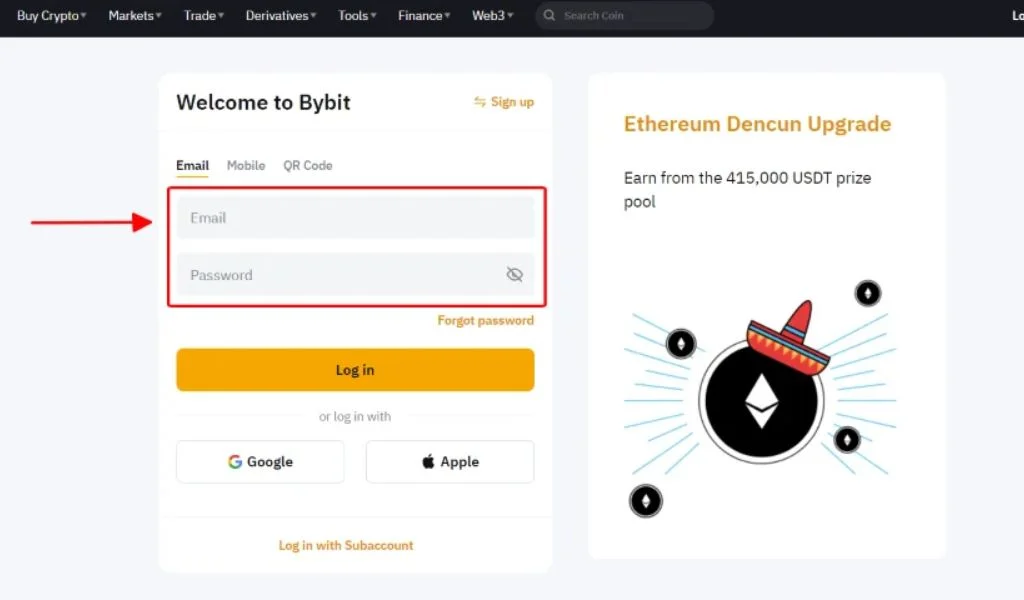 Buy Crypto Markets Trade Derivatives Tools Finance Web3 Search Coin
Welcome to Bybit Sign up
Email Mobile QR Code
Email
Password
Forgot password
Log in
or log in with
Google Apple
Log in with Subaccount
Ethereum Dencun Upgrade
Earn from the 415,000 USDT prize
pool